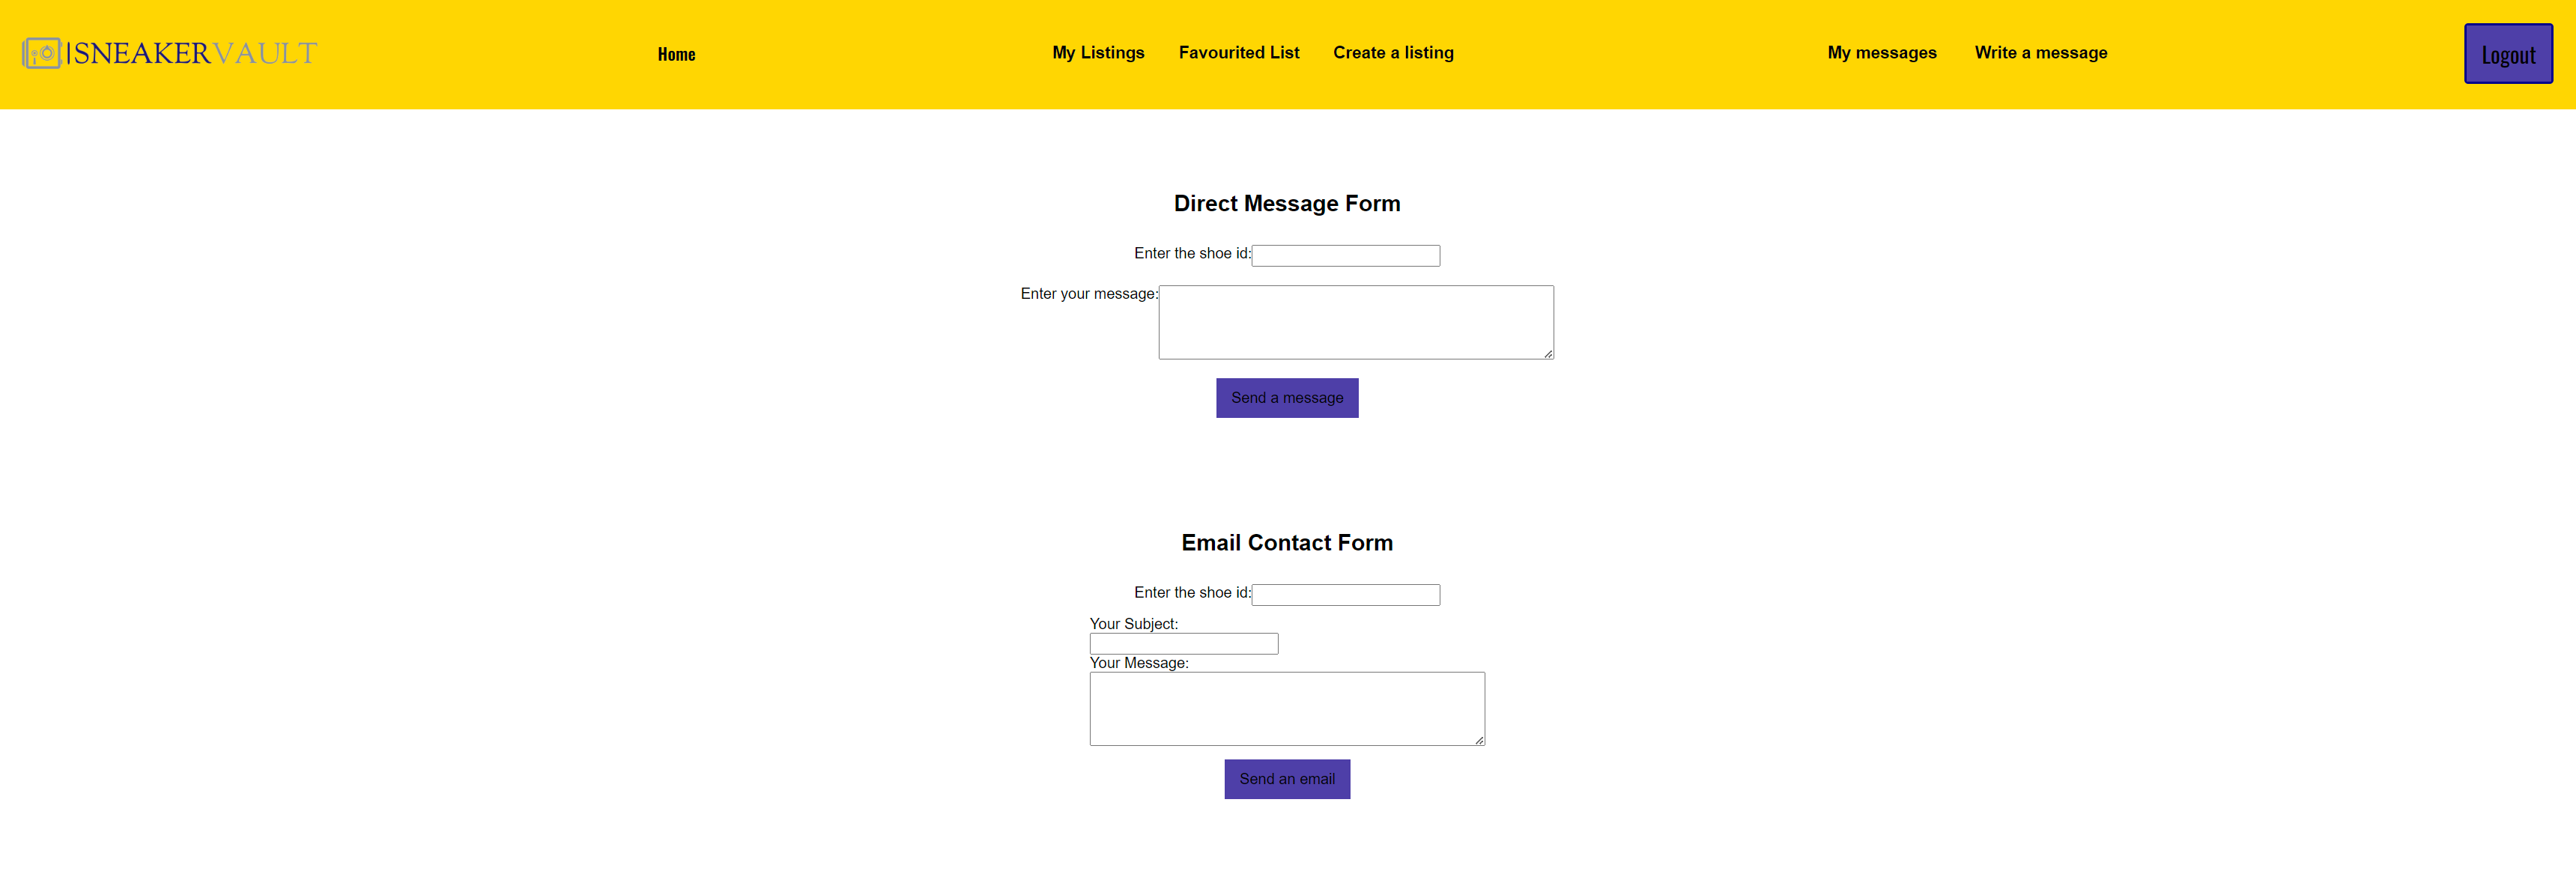 SNEAKERVAULT Home My Listings Favourited List Create a listing My messages Write a message Logout
Direct Message Form
Enter the shoe id:
Enter your message:
Send a message
Email Contact Form
Enter the shoe id:
Your Subject:
Your Message:
Send an email